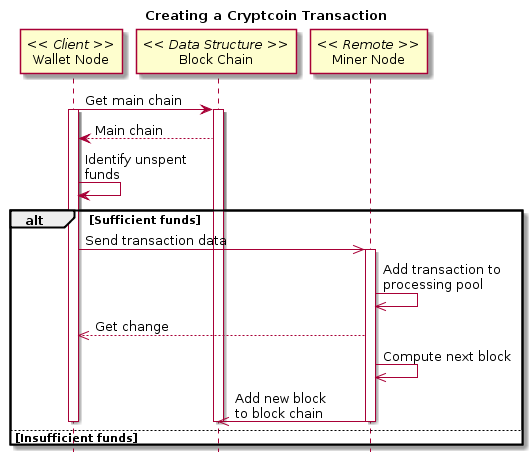 Creating a Cryptcoin Transaction
<< Client >>
Wallet Node
<< Data Structure >>
Block Chain
<< Remote >>
Miner Node
Get main chain
Main chain
Identify unspent
funds
alt
[Sufficient funds]
Send transaction data
Add transaction to
processing pool
Get change
Compute next block
Add new block
to block chain
[Insufficient funds]